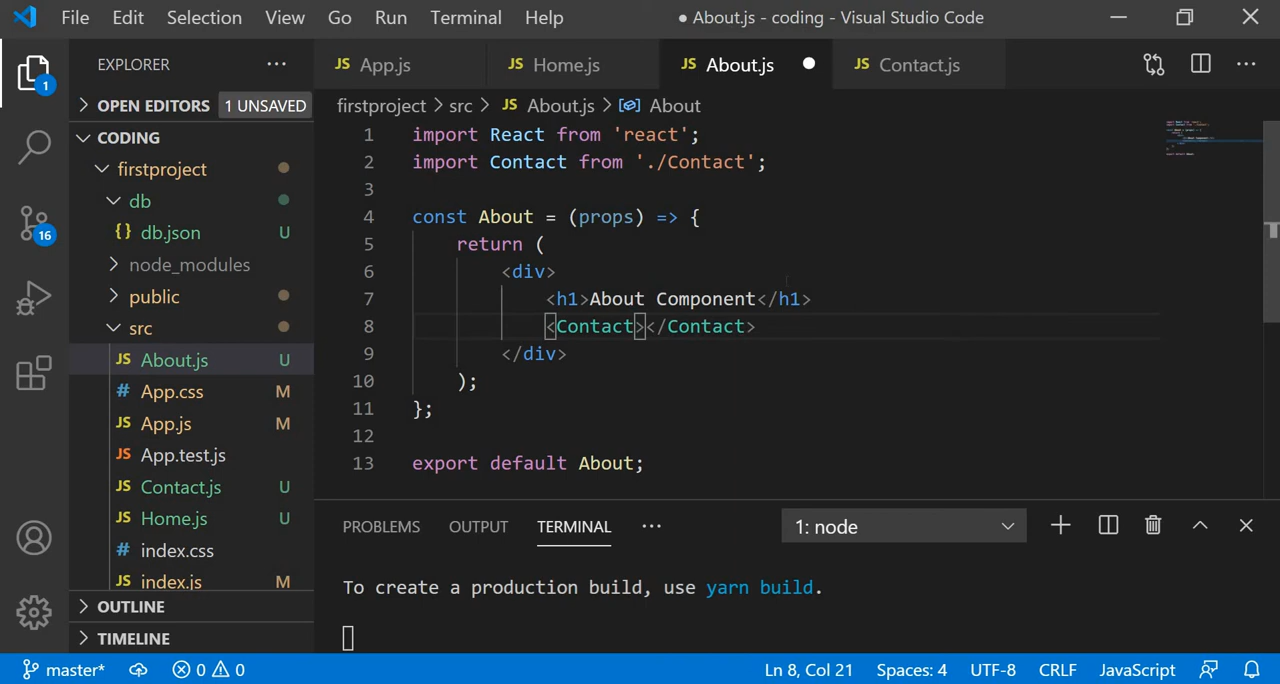 File Edit Selection View Go Run Terminal Help ● About.js - coding - Visual Studio Code
EXPLORER
JS App.js JS Home.js JS About.js JS Contact.js
1
OPEN EDITORS 1 UNSAVED
firstproject > src > JS About.js > About
CODING
firstproject
db
{} db.json U
node_modules
public
src
JS About.js U
# App.css M
JS App.js M
JS App.test.js
JS Contact.js U
JS Home.js U
# index.css
JS index.js M
OUTLINE
TIMELINE
16
1 import React from 'react';
2 import Contact from './Contact';
3
4 const About = (props) => {
5 return (
6 <div>
7 <h1>About Component</h1>
8 <Contact></Contact>
9 </div>
10 );
11 };
12
13 export default About;
PROBLEMS OUTPUT TERMINAL ··· 1: node
To create a production build, use yarn build.
master* 0 0 Ln 8, Col 21 Spaces: 4 UTF-8 CRLF JavaScript